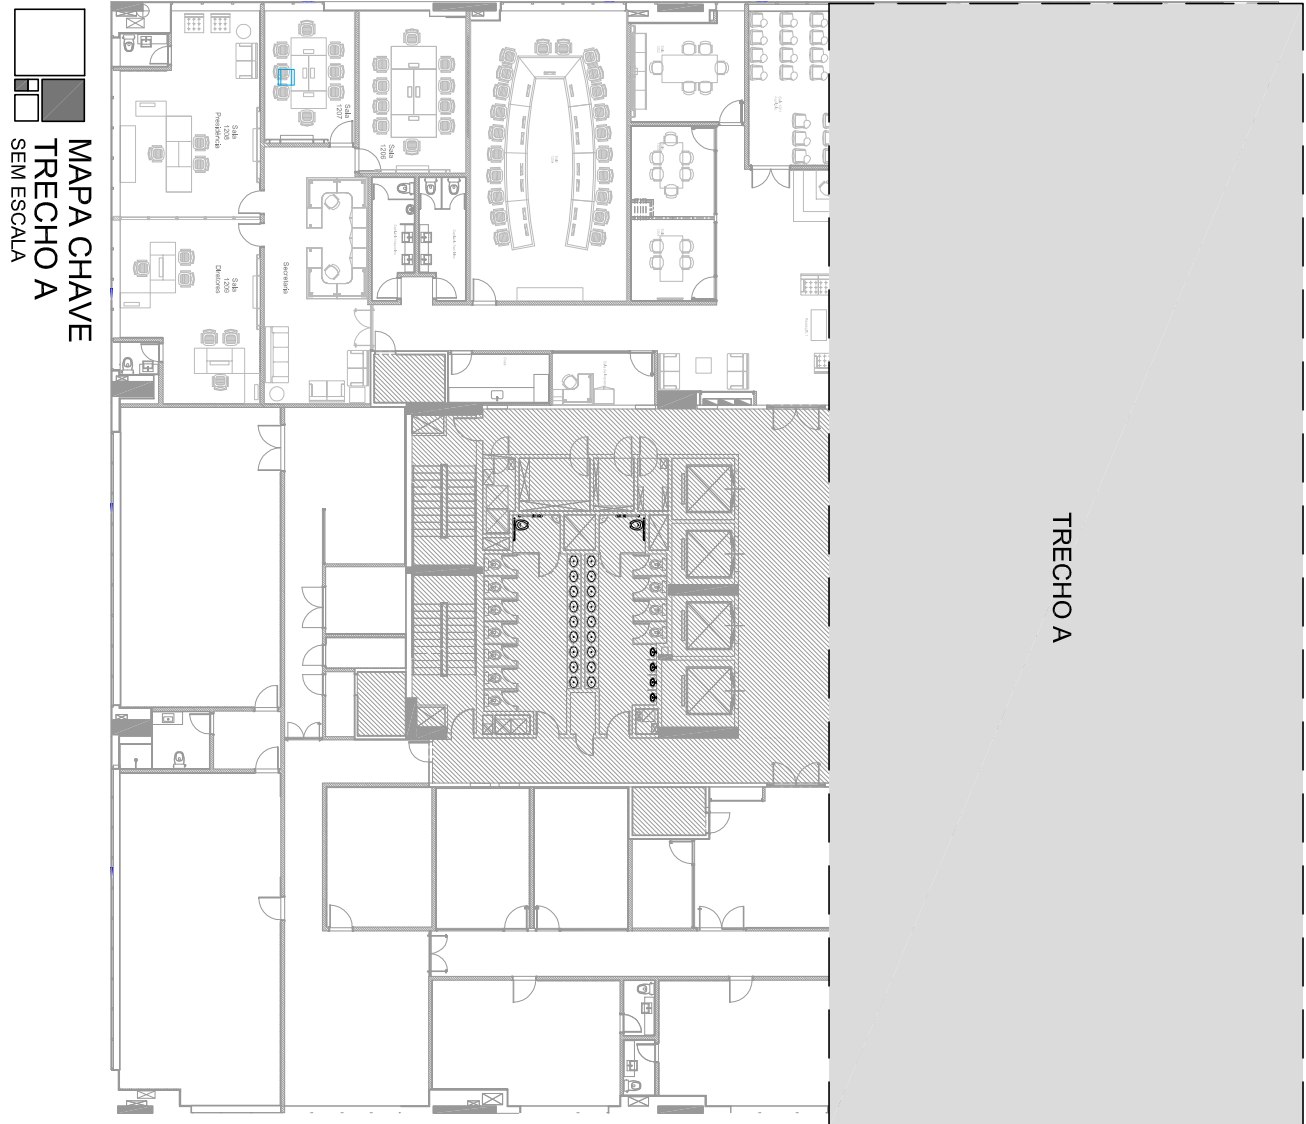 MAPA CHAVE
TRECHO A
SEM ESCALA
TRECHO A
Sala
1208
Presidência
Sala
1207
Sala
1206
Sala
1209
Diretores
Secretaria